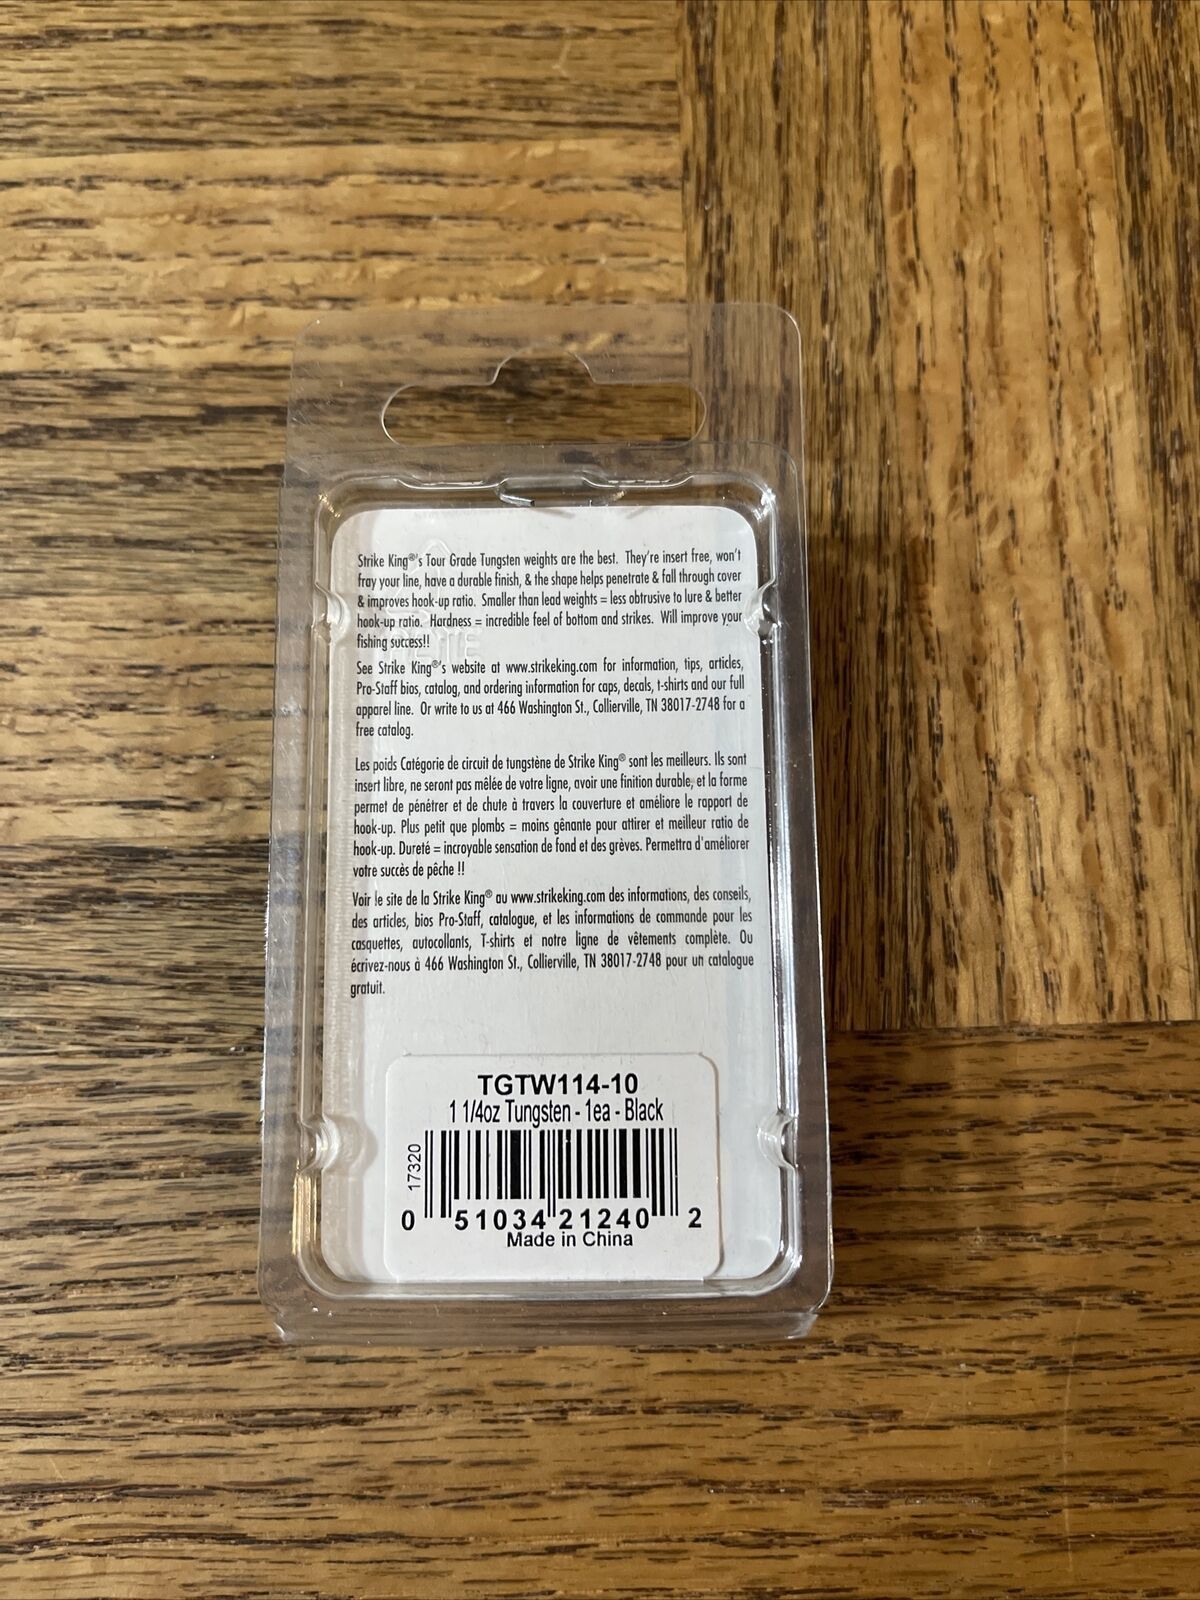 Strike King®'s Tour Grade Tungsten weights are the best. They're insert free, won't
fray your line, have a durable finish, & the shape helps penetrate & fall through cover
& improves hook-up ratio. Smaller than lead weights = less obtrusive to lure & better
hook-up ratio. Hardness = incredible feel of bottom and strikes. Will improve your
fishing success!!
See Strike King®'s website at www.strikeking.com for information, tips, articles,
Pro-Staff bios, catalog, and ordering information for caps, decals, t-shirts and our full
apparel line. Or write to us at 466 Washington St., Collierville, TN 38017-2748 for a
free catalog.
Les poids Catégorie de circuit de tungstène de Strike King® sont les meilleurs. Ils sont
insert libre, ne seront pas mêlée de votre ligne, avoir une finition durable, et la forme
permet de pénétrer et de chute à travers la couverture et améliore le rapport de
hook-up. Plus petit que plombs = moins gênante pour attirer et meilleur ratio de
hook-up. Dureté = incroyable sensation de fond et des grèves. Permettra d'améliorer
votre succès de pêche !!
Voir le site de la Strike King® au www.strikeking.com des informations, des conseils,
des articles, bios Pro-Staff, catalogue, et les informations de commande pour les
casquettes, autocollants, T-shirts et notre ligne de vêtements complète. Ou
écrivez-nous à 466 Washington St., Collierville, TN 38017-2748 pour un catalogue
gratuit.
TGTW114-10
1 1/4oz Tungsten - 1ea - Black
17320
0 51034 21240 2
Made in China